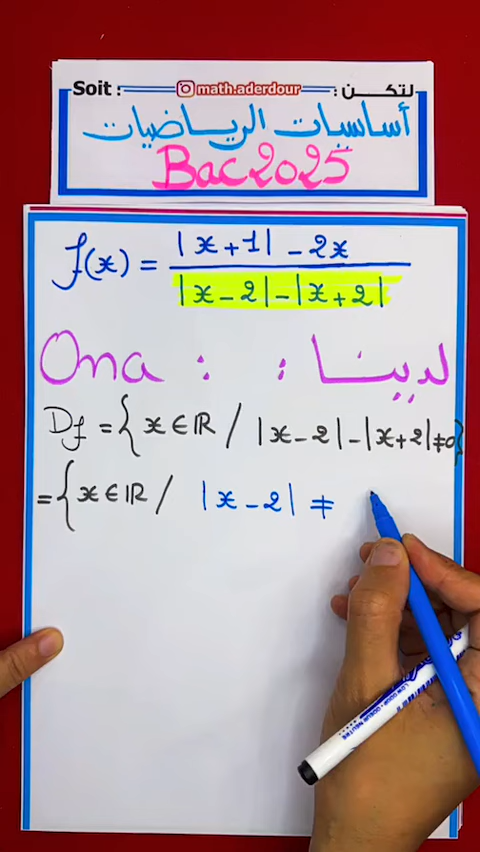 Soit : math.aderdour لتكن :
أساسيات الرياضيات
Bac2025
f(x) = (|x+1| - 2x) / (|x-2| - |x+2|)
On a : لدينا :
Df = { x ∈ ℝ / |x-2| - |x+2| ≠ 0 }
= { x ∈ ℝ / |x-2| ≠